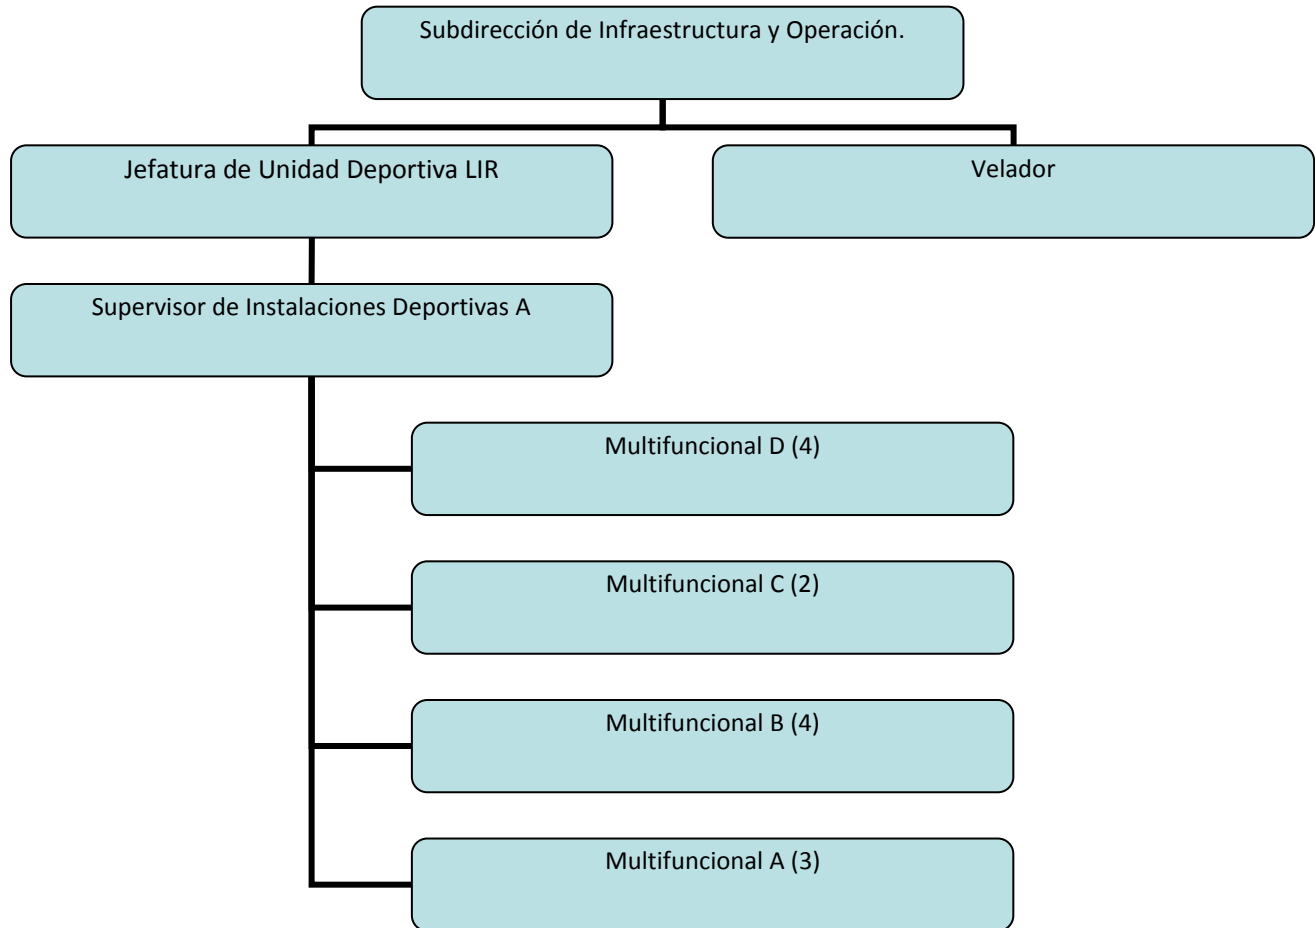 Subdirección de Infraestructura y Operación.
Jefatura de Unidad Deportiva LIR
Velador
Supervisor de Instalaciones Deportivas A
Multifuncional D (4)
Multifuncional C (2)
Multifuncional B (4)
Multifuncional A (3)